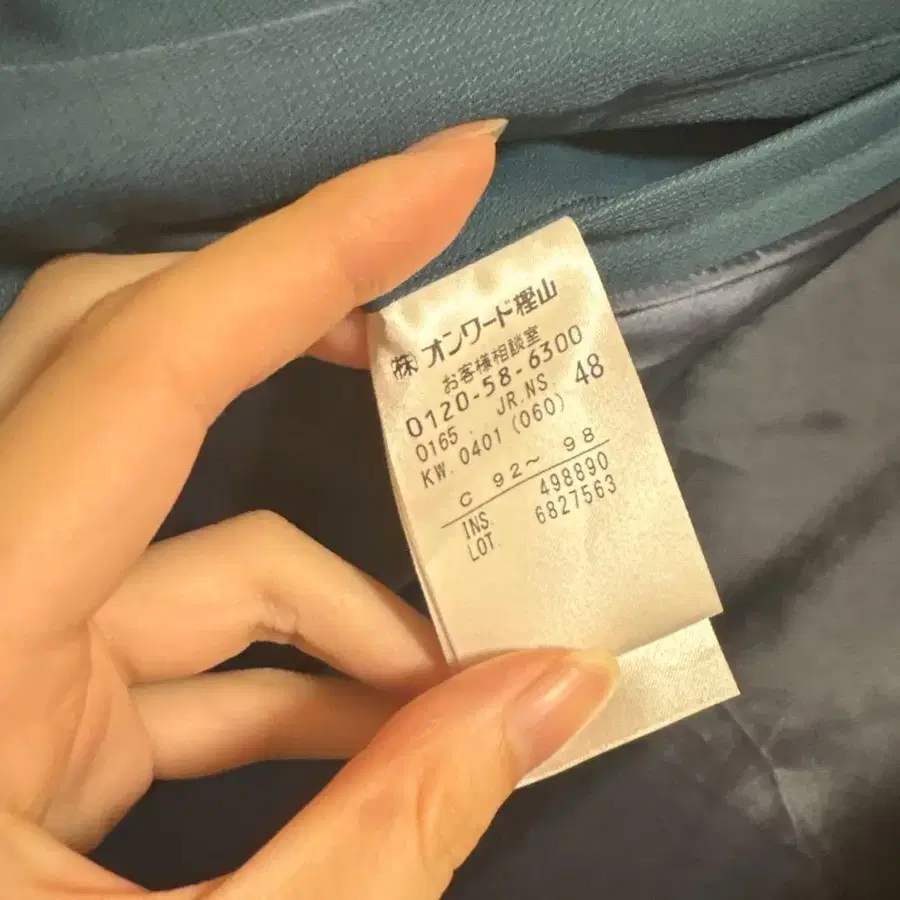 ㈱オンワード樫山
お客様相談室
0120-58-6300
0165. JR.NS. 48
KW. 0401 (060)
C 92~ 98
INS. 498890
LOT. 6827563